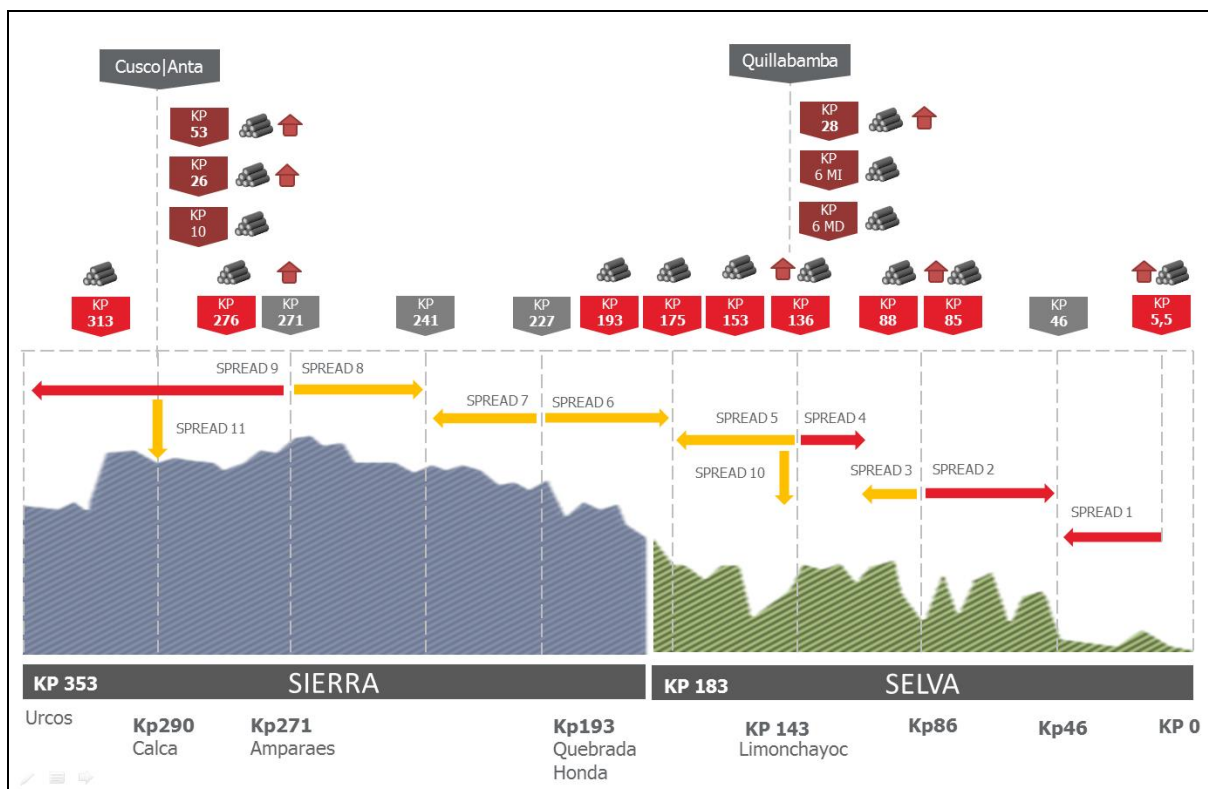 Cusco|Anta
Quillabamba
KP
53
KP
28
KP
26
KP
6 MI
KP
10
KP
6 MD
KP
313
KP
276
KP
271
KP
241
KP
227
KP
193
KP
175
KP
153
KP
136
KP
88
KP
85
KP
46
KP
5,5
SPREAD 9
SPREAD 8
SPREAD 7
SPREAD 6
SPREAD 11
SPREAD 5
SPREAD 4
SPREAD 10
SPREAD 3
SPREAD 2
SPREAD 1
KP 353
SIERRA
KP 183
SELVA
Urcos
Kp290
Calca
Kp271
Amparaes
Kp193
Quebrada
Honda
KP 143
Limonchayoc
Kp86
Kp46
KP 0